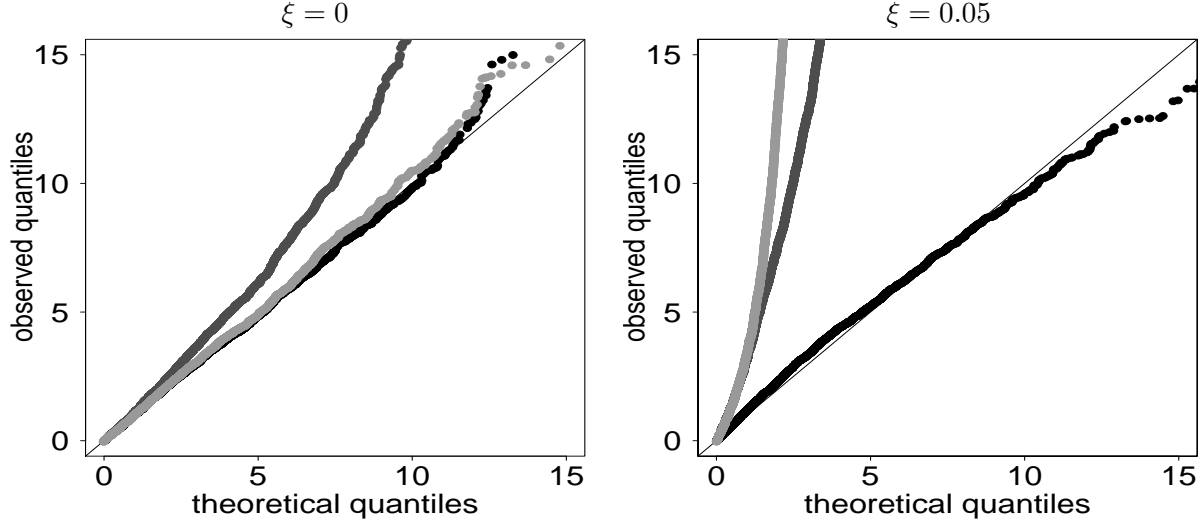 ξ = 0
15
10
5
0
observed quantiles
0 5 10 15
theoretical quantiles
ξ = 0.05
15
10
5
0
observed quantiles
0 5 10 15
theoretical quantiles